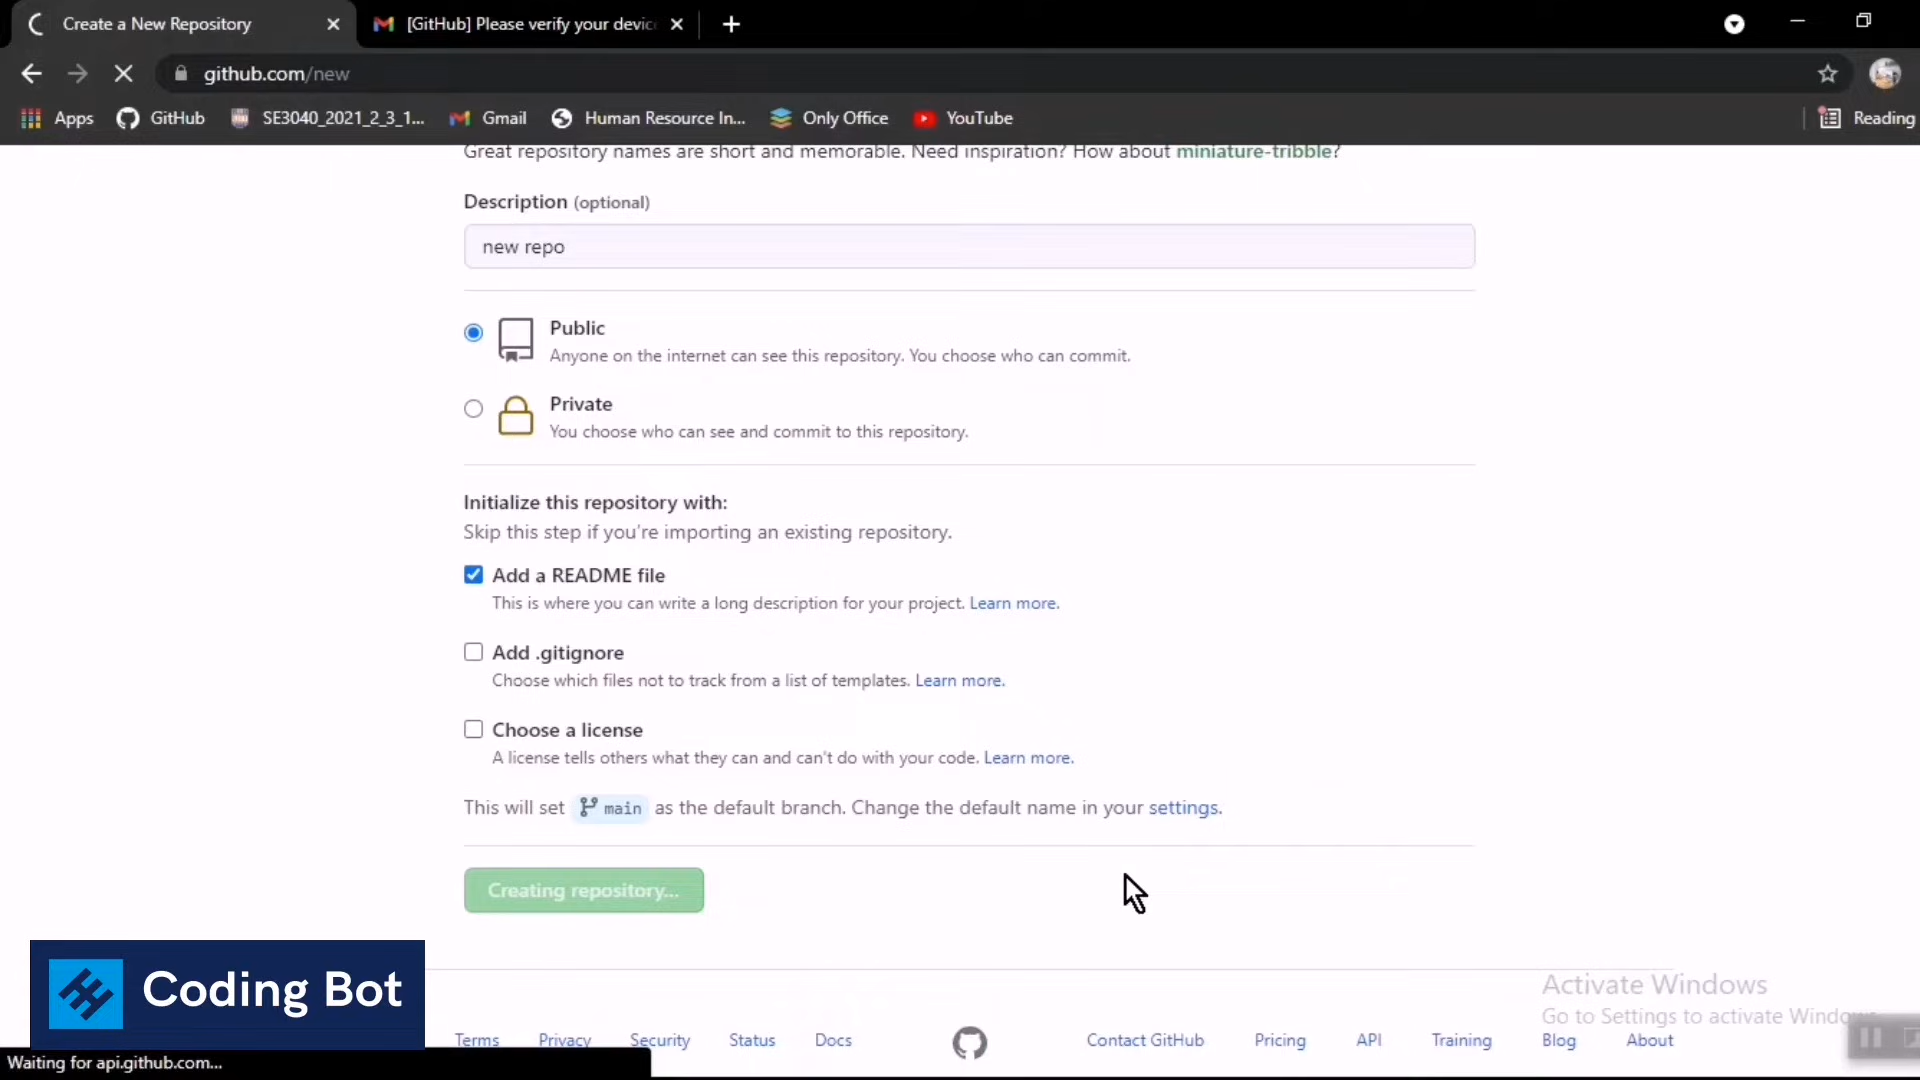 Create a New Repository
[GitHub] Please verify your devic
github.com/new
Apps
GitHub
SE3040_2021_2_3_1...
Gmail
Human Resource In...
Only Office
YouTube
Reading
Great repository names are short and memorable. Need inspiration? How about miniature-tribble?
Description (optional)
new repo
Public
Anyone on the internet can see this repository. You choose who can commit.
Private
You choose who can see and commit to this repository.
Initialize this repository with:
Skip this step if you're importing an existing repository.
Add a README file
This is where you can write a long description for your project. Learn more.
Add .gitignore
Choose which files not to track from a list of templates. Learn more.
Choose a license
A license tells others what they can and can't do with your code. Learn more.
This will set main as the default branch. Change the default name in your settings.
Creating repository...
Coding Bot
Activate Windows
Go to Settings to activate Windows
Terms
Privacy
Security
Status
Docs
Contact GitHub
Pricing
API
Training
Blog
About
Waiting for api.github.com...